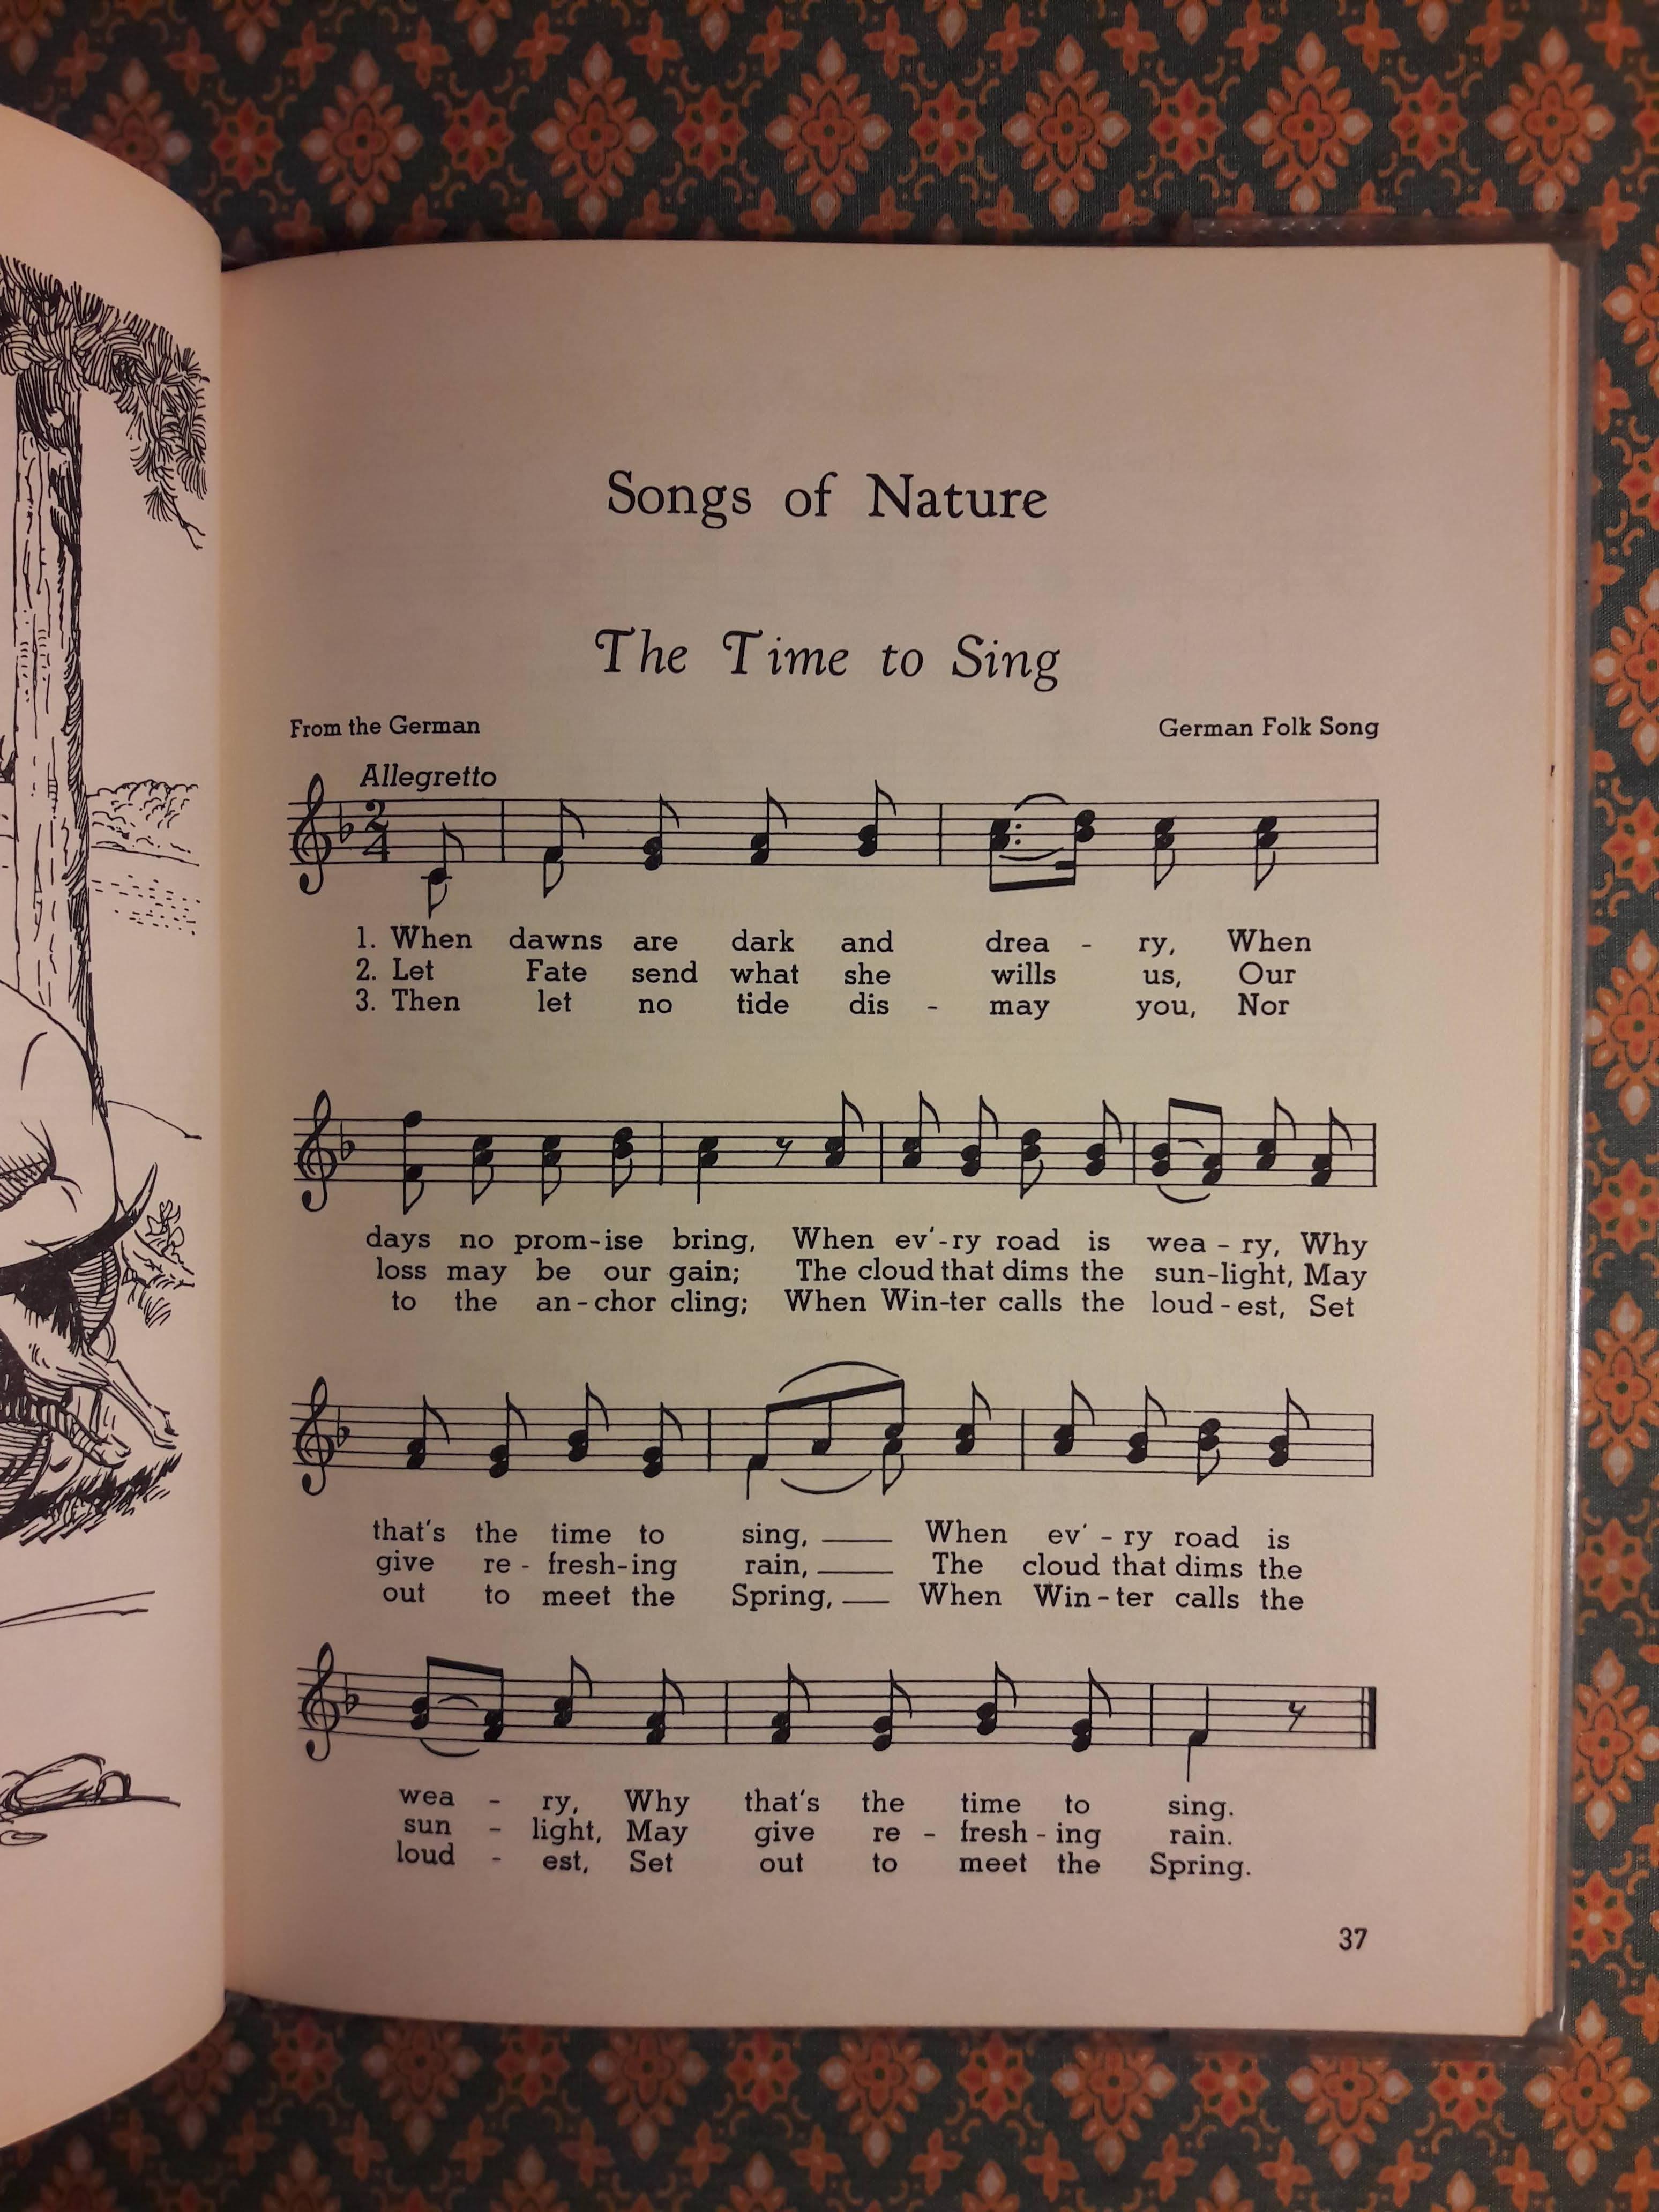 Songs of Nature
The Time to Sing
From the German German Folk Song
Allegretto
2
4
1. When dawns are dark and drea - ry, When
2. Let Fate send what she wills us, Our
3. Then let no tide dis - may you, Nor
days no prom-ise bring, When ev'-ry road is wea - ry, Why
loss may be our gain; The cloud that dims the sun-light, May
to the an-chor cling; When Win-ter calls the loud-est, Set
that's the time to sing, When ev' - ry road is
give re - fresh-ing rain, The cloud that dims the
out to meet the Spring, When Win-ter calls the
wea - ry, Why that's the time to sing.
sun - light, May give re - fresh - ing rain.
loud - est, Set out to meet the Spring.
37